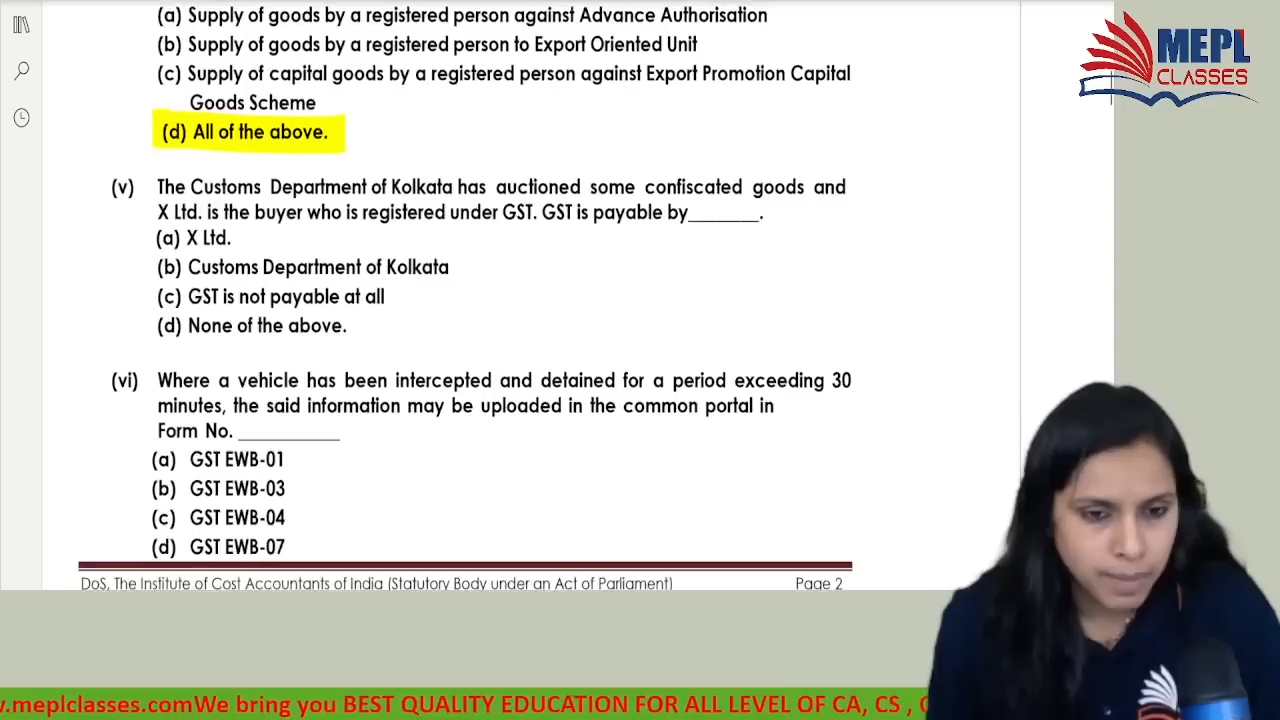 (a) Supply of goods by a registered person against Advance Authorisation
(b) Supply of goods by a registered person to Export Oriented Unit
(c) Supply of capital goods by a registered person against Export Promotion Capital
Goods Scheme
(d) All of the above.
MEPL
CLASSES
(v) The Customs Department of Kolkata has auctioned some confiscated goods and
X Ltd. is the buyer who is registered under GST. GST is payable by_______.
(a) X Ltd.
(b) Customs Department of Kolkata
(c) GST is not payable at all
(d) None of the above.
(vi) Where a vehicle has been intercepted and detained for a period exceeding 30
minutes, the said information may be uploaded in the common portal in
Form No. __________
(a) GST EWB-01
(b) GST EWB-03
(c) GST EWB-04
(d) GST EWB-07
DoS, The Institute of Cost Accountants of India (Statutory Body under an Act of Parliament) Page 2
.meplclasses.comWe bring you BEST QUALITY EDUCATION FOR ALL LEVEL OF CA, CS ,